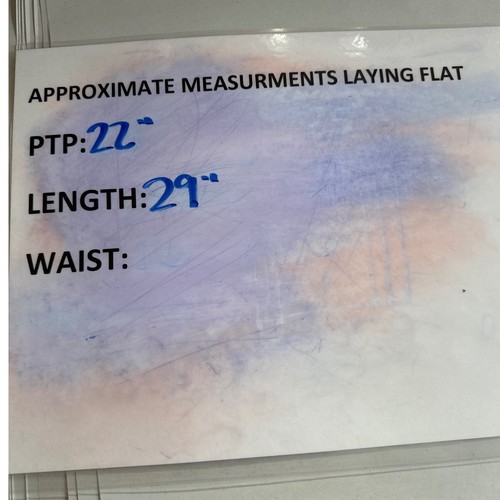 APPROXIMATE MEASURMENTS LAYING FLAT
PTP: 22"
LENGTH: 29"
WAIST: